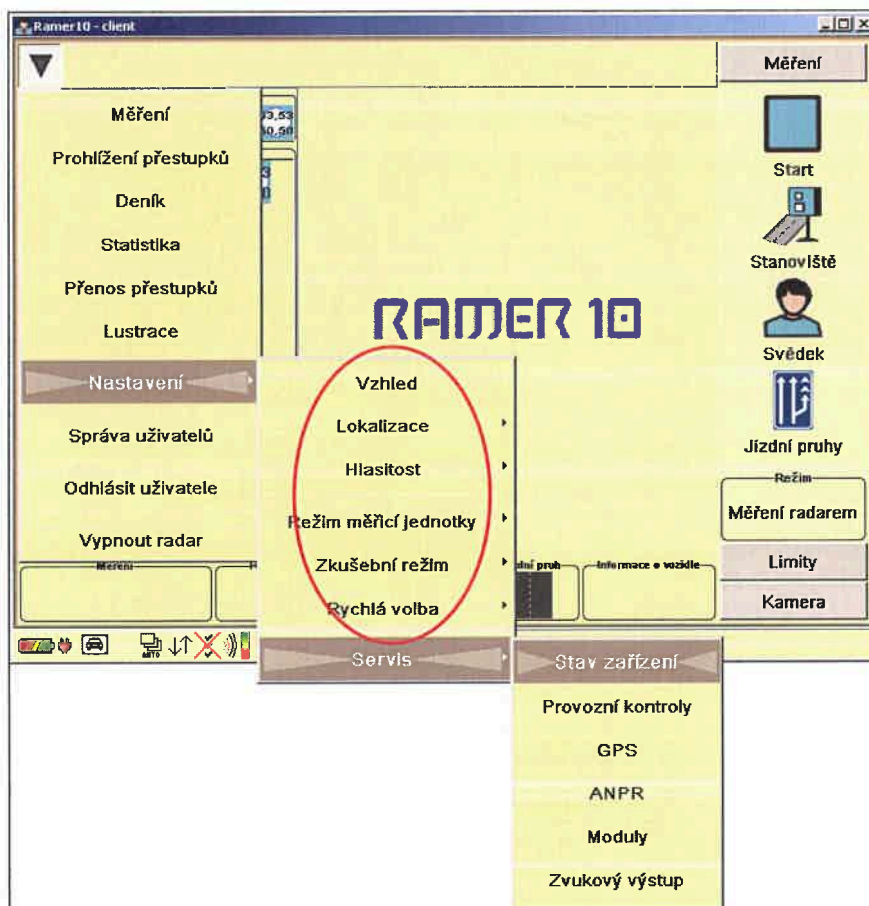 Ramer10 - client
Měření
Prohlížení přestupků
Deník
Statistika
Přenos přestupků
Lustrace
Nastavení
Správa uživatelů
Odhlásit uživatele
Vypnout radar
Vzhled
Lokalizace
Hlasitost
Režim měřicí jednotky
Zkušební režim
Rychlá volba
Servis
Stav zařízení
Provozní kontroly
GPS
ANPR
Moduly
Zvukový výstup
RAMER 10
Měření
Start
Stanoviště
Svědek
Jízdní pruhy
Režim
Měření radarem
Limity
Kamera
Měření
Informace o vozidle
AUTO